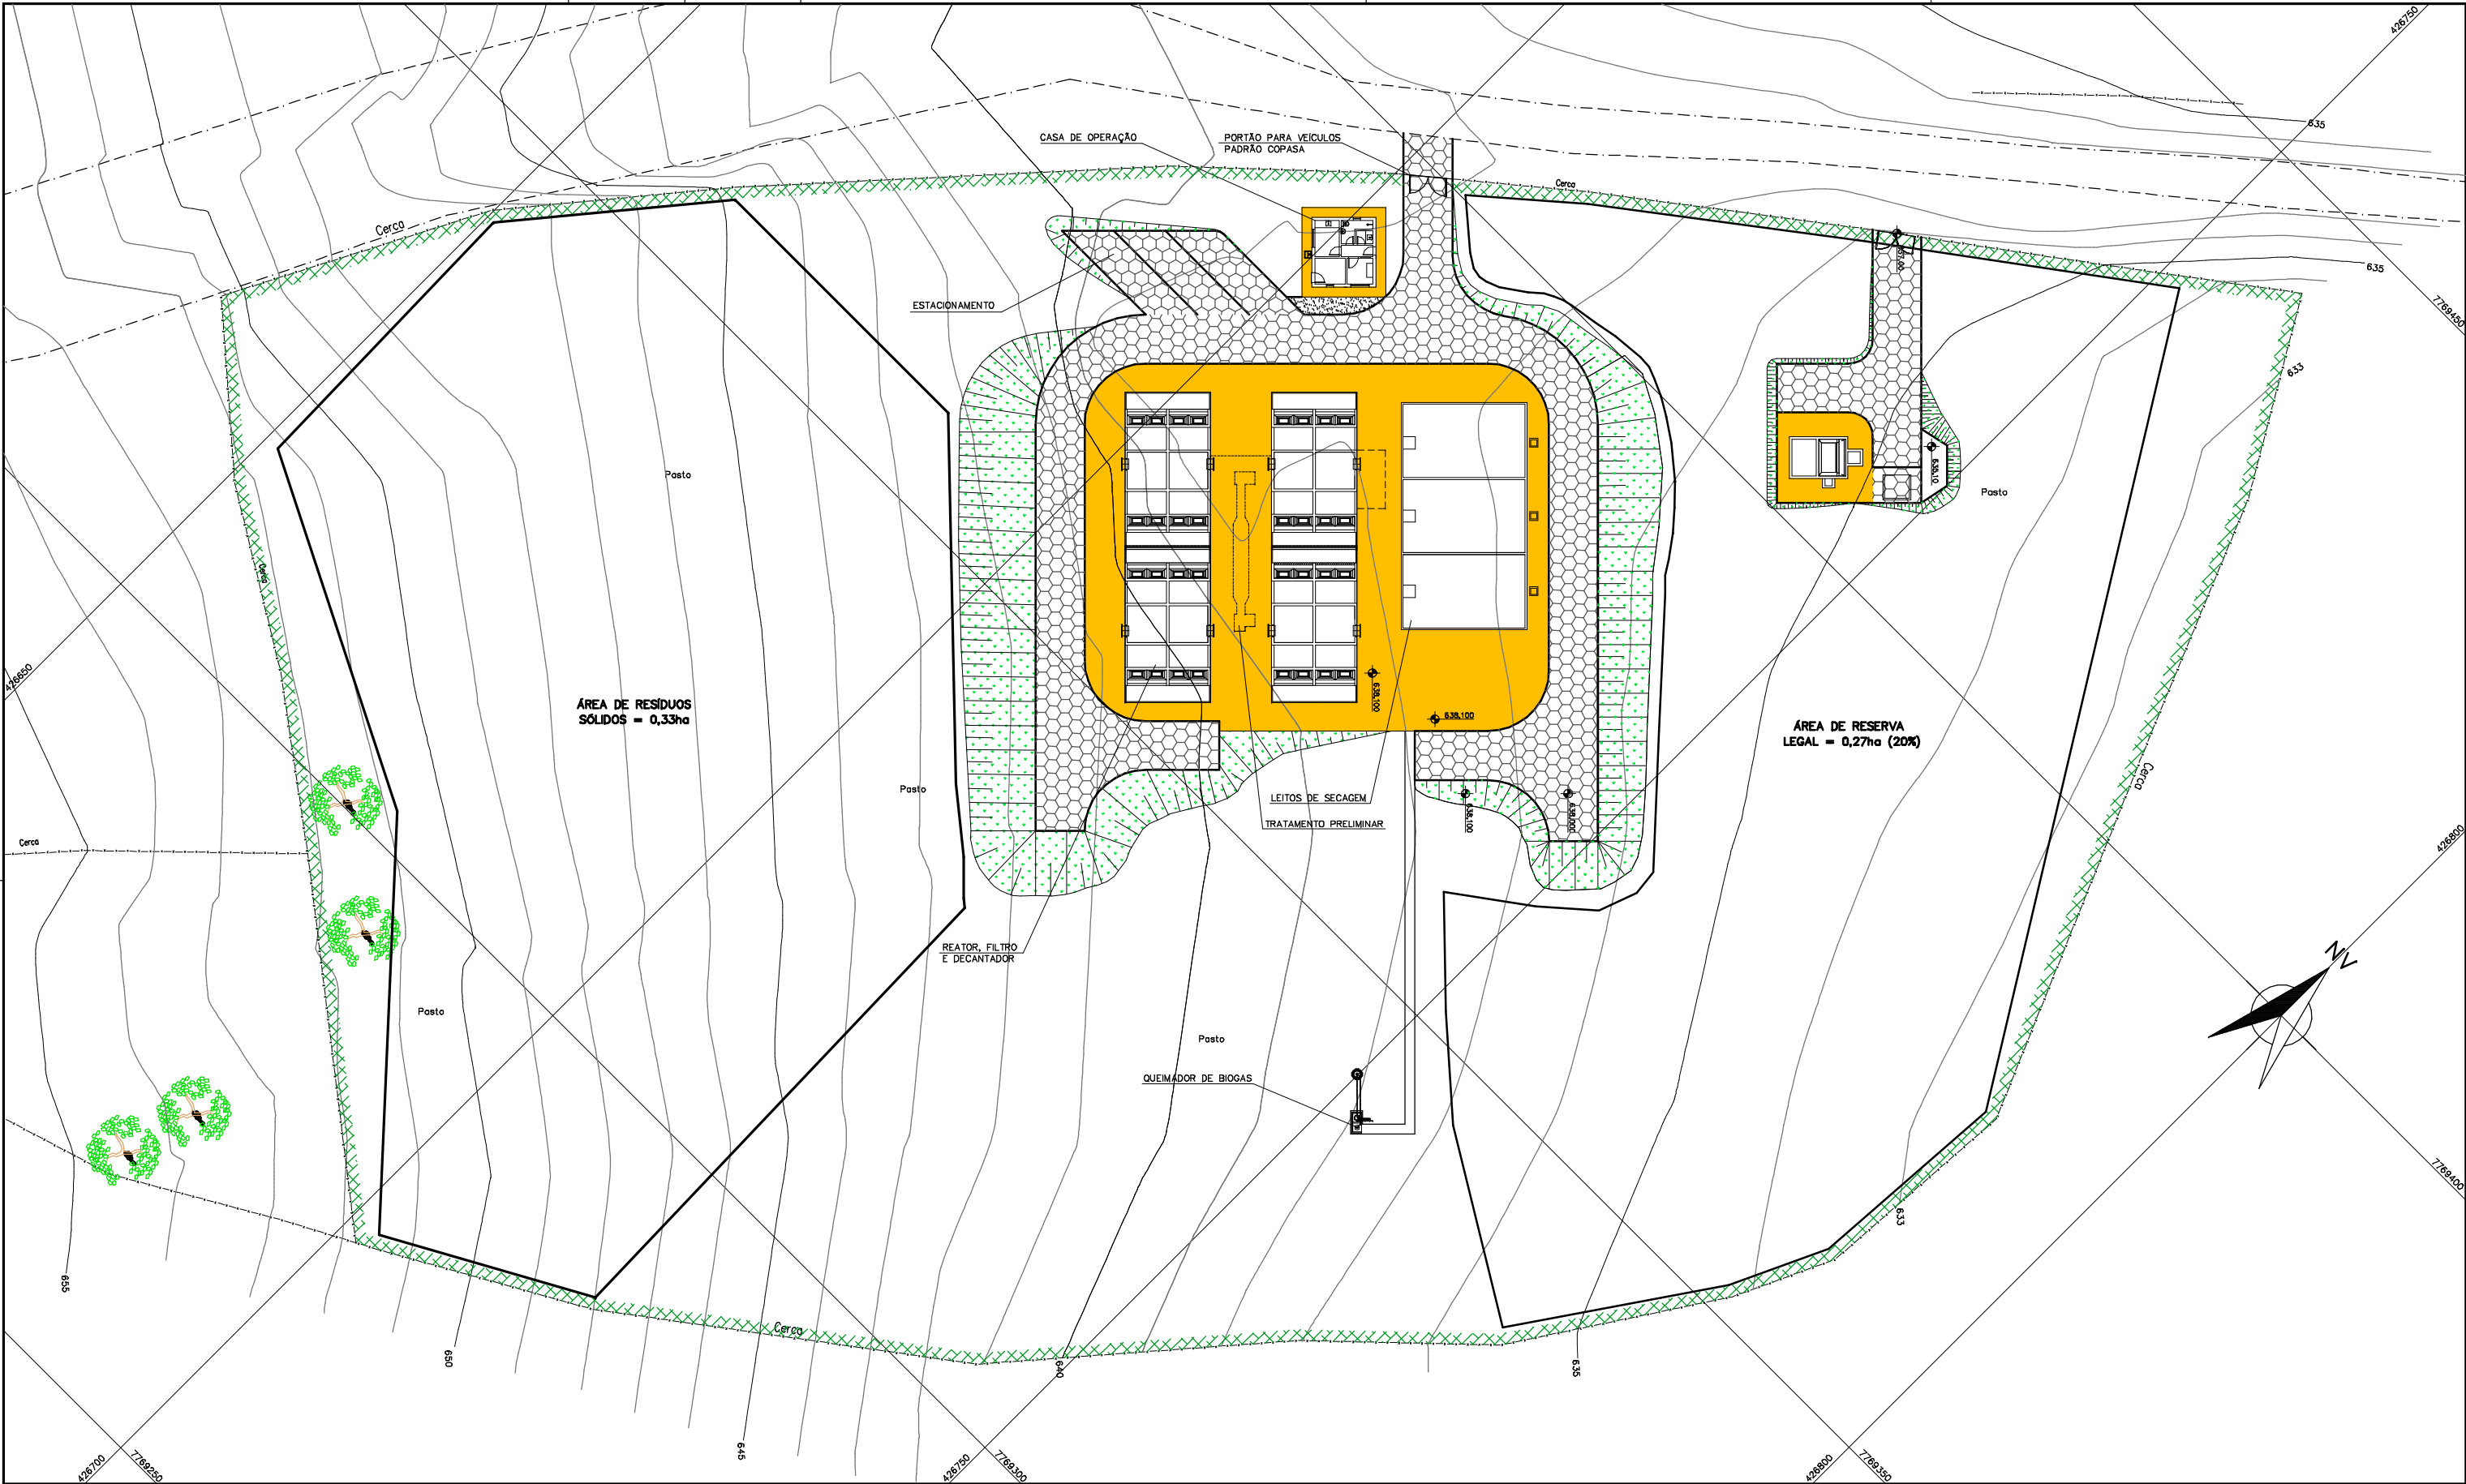 426750
635
CASA DE OPERAÇÃO
PORTÃO PARA VEÍCULOS
PADRÃO COPASA
Cerca
Cerca
635
ESTACIONAMENTO
7769450
633
Pasto
635,10
Pasto
Cerca
426650
ÁREA DE RESÍDUOS
SÓLIDOS = 0,33ha
638,100
638,100
ÁREA DE RESERVA
LEGAL = 0,27ha (20%)
Pasto
Cerca
LEITOS DE SECAGEM
TRATAMENTO PRELIMINAR
638,100
638,000
Cerca
426800
REATOR, FILTRO
E DECANTADOR
NV
Pasto
Pasto
QUEIMADOR DE BIOGAS
7769400
633
655
Cerca
650
640
635
645
426700
7769250
426750
7769300
426800
7769350